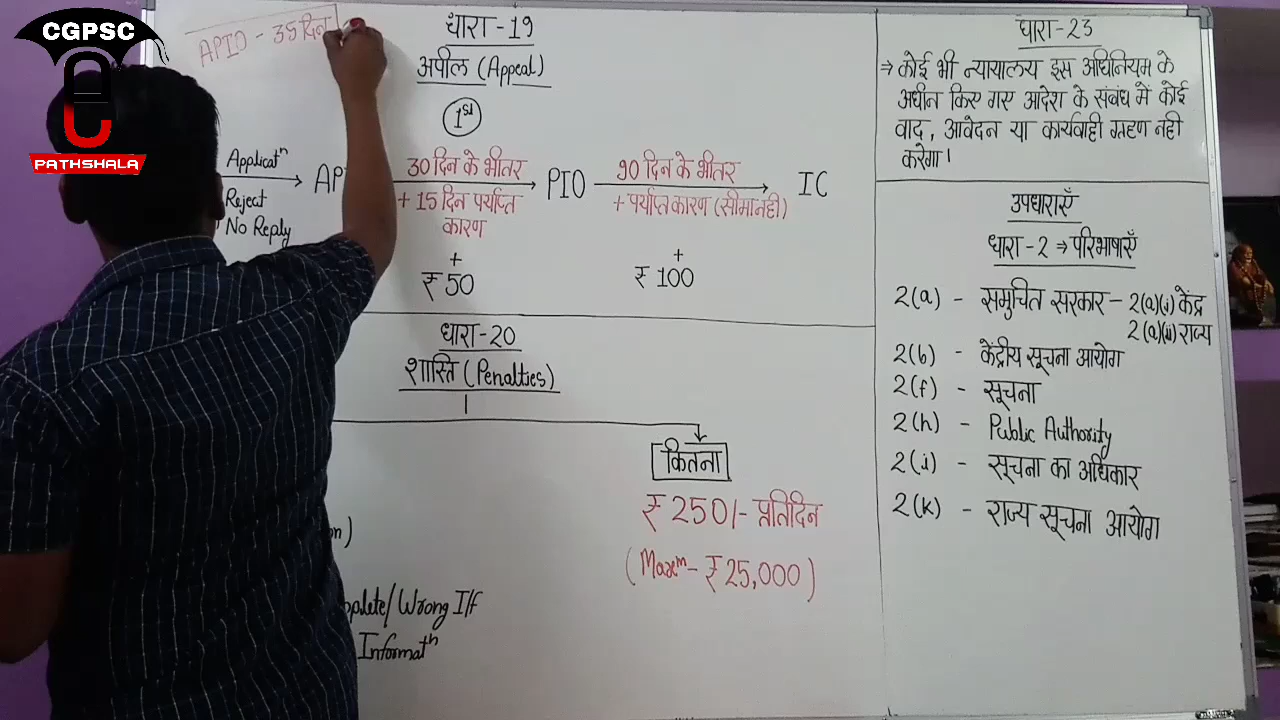 CGPSC
PATHSHALA
APIO - 35 दिन
धारा-19
अपील (Appeal)
1st
Applicatn
Reject
No Reply
30 दिन के भीतर
+ 15 दिन पर्याप्त
कारण
+
₹ 50
PIO
90 दिन के भीतर
+ पर्याप्त कारण (सीमा नही)
+
₹ 100
IC
धारा-20
शास्ति (Penalties)
कितना
₹ 250/- प्रतिदिन
(Maxm - ₹ 25,000)
Wrong I/f
Informatn
धारा-23
⇒ कोई भी न्यायालय इस अधिनियम के
अधीन किए गए आदेश के संबंध में कोई
वाद, आवेदन या कार्यवाही ग्रहण नही
करेगा।
उपधाराएँ
धारा-2 ⇒ परिभाषाएँ
2(a) - समुचित सरकार - 2(a)(i) केंद्र
2(a)(ii) राज्य
2(b) - केंद्रीय सूचना आयोग
2(f) - सूचना
2(h) - Public Authority
2(j) - सूचना का अधिकार
2(k) - राज्य सूचना आयोग